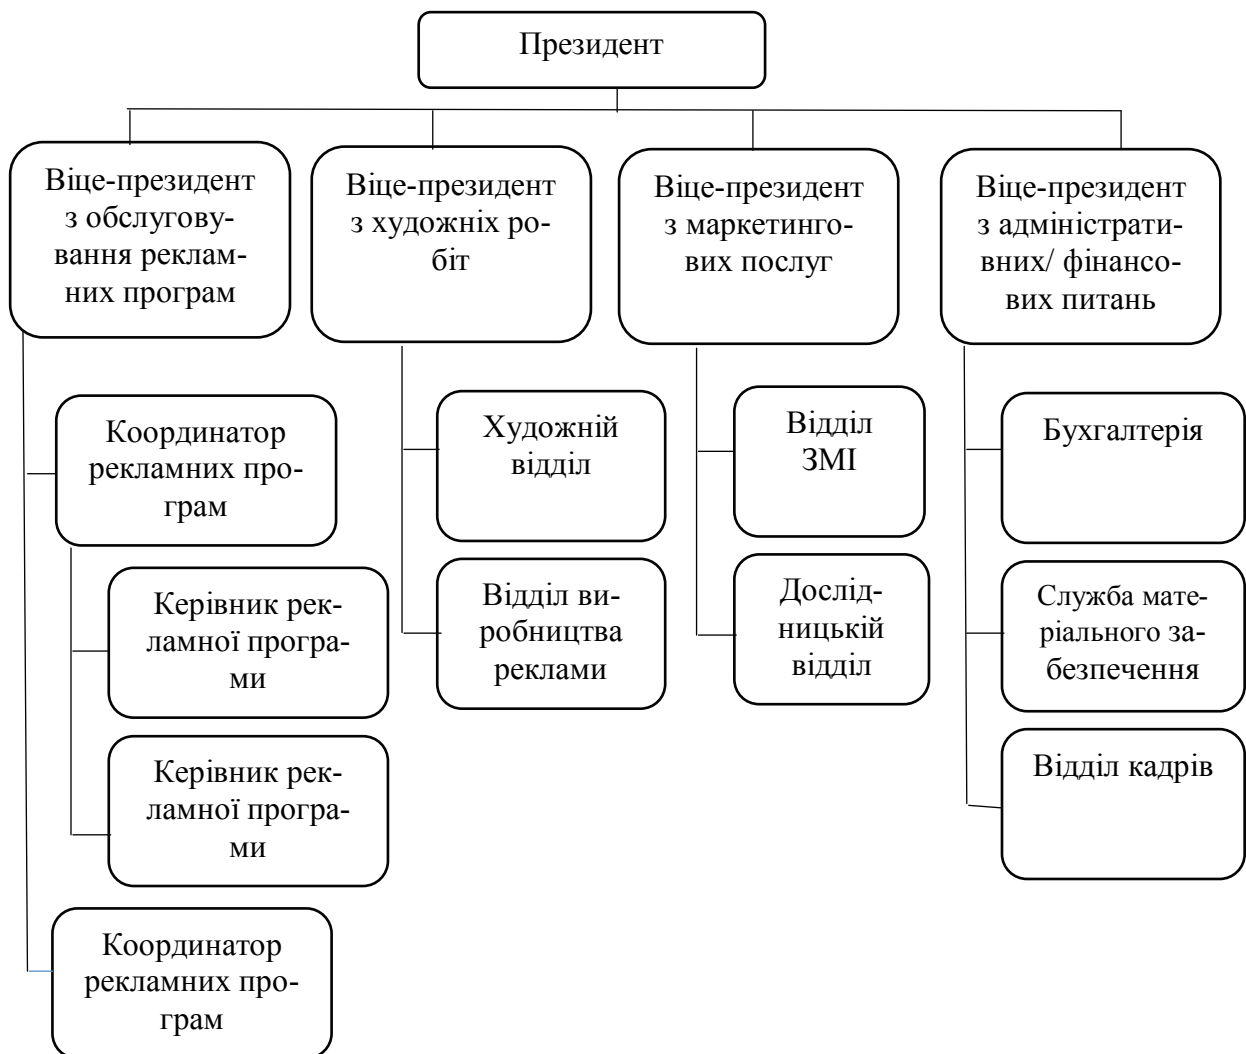 Президент
Віце-президент
з обслугову-
вання реклам-
них програм
Віце-президент
з художніх ро-
біт
Віце-президент
з маркетинго-
вих послуг
Віце-президент
з адміністрати-
вних/ фінансо-
вих питань
Координатор
рекламних про-
грам
Керівник рек-
ламної програ-
ми
Керівник рек-
ламної програ-
ми
Координатор
рекламних про-
грам
Художній
відділ
Відділ ви-
робництва
реклами
Відділ
ЗМІ
Дослід-
ницькій
відділ
Бухгалтерія
Служба мате-
ріального за-
безпечення
Відділ кадрів